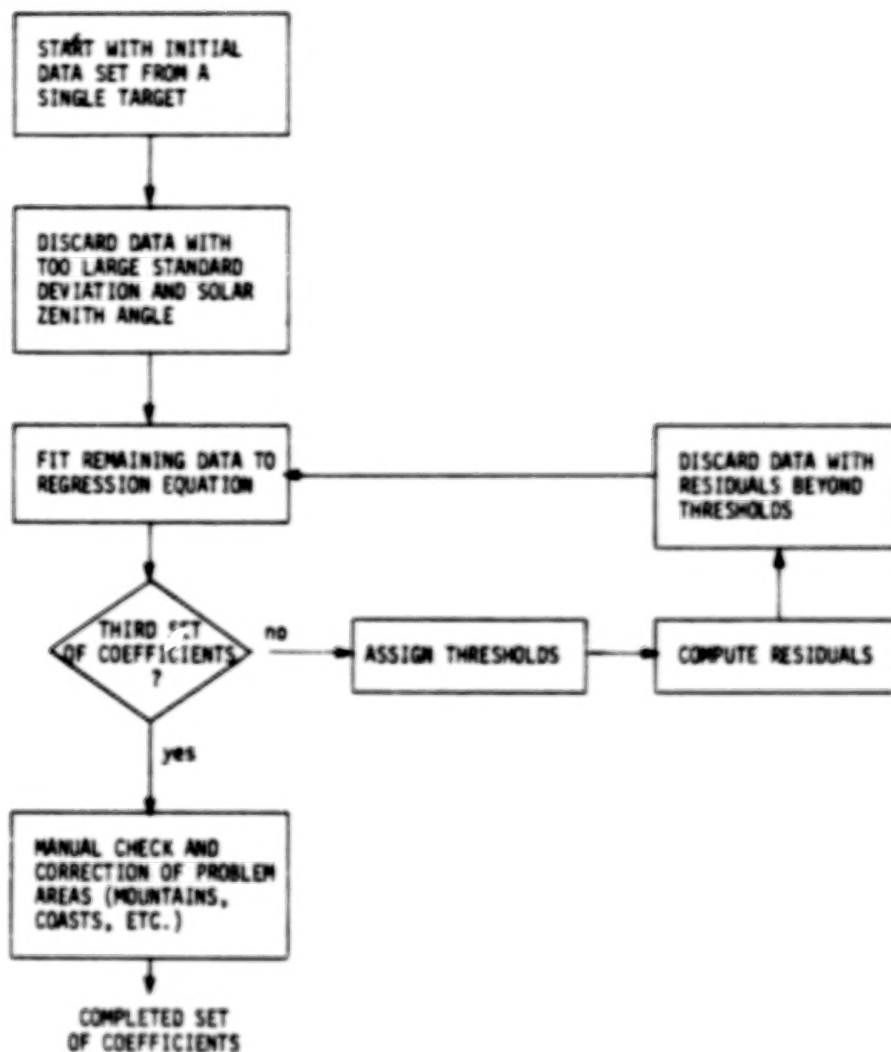 START WITH INITIAL
DATA SET FROM A
SINGLE TARGET
DISCARD DATA WITH
TOO LARGE STANDARD
DEVIATION AND SOLAR
ZENITH ANGLE
FIT REMAINING DATA TO
REGRESSION EQUATION
DISCARD DATA WITH
RESIDUALS BEYOND
THRESHOLDS
THIRD SET
OF COEFFICIENTS
?
no
ASSIGN THRESHOLDS
COMPUTE RESIDUALS
yes
MANUAL CHECK AND
CORRECTION OF PROBLEM
AREAS (MOUNTAINS,
COASTS, ETC.)
COMPLETED SET
OF COEFFICIENTS